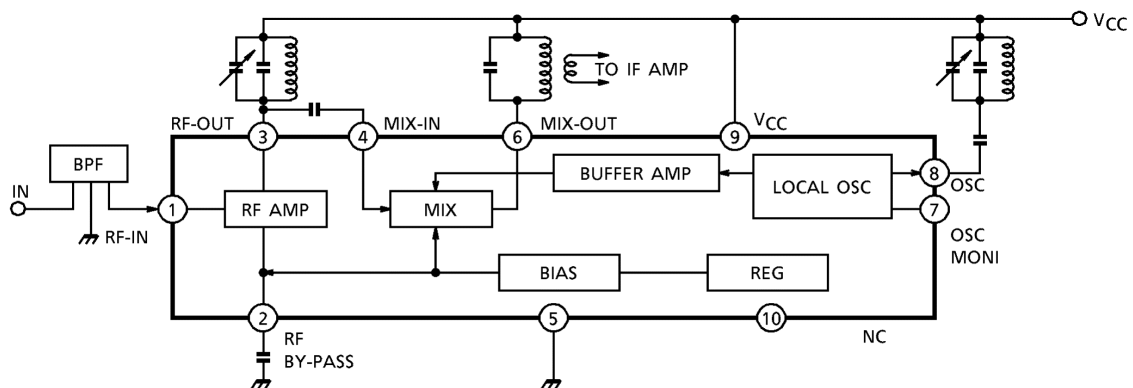 VCC
TO IF AMP
RF-OUT
3
4
MIX-IN
6
MIX-OUT
9
VCC
BPF
IN
1
RF-IN
RF AMP
MIX
BUFFER AMP
LOCAL OSC
8
OSC
7
OSC
MONI
BIAS
REG
2
RF
BY-PASS
5
10
NC